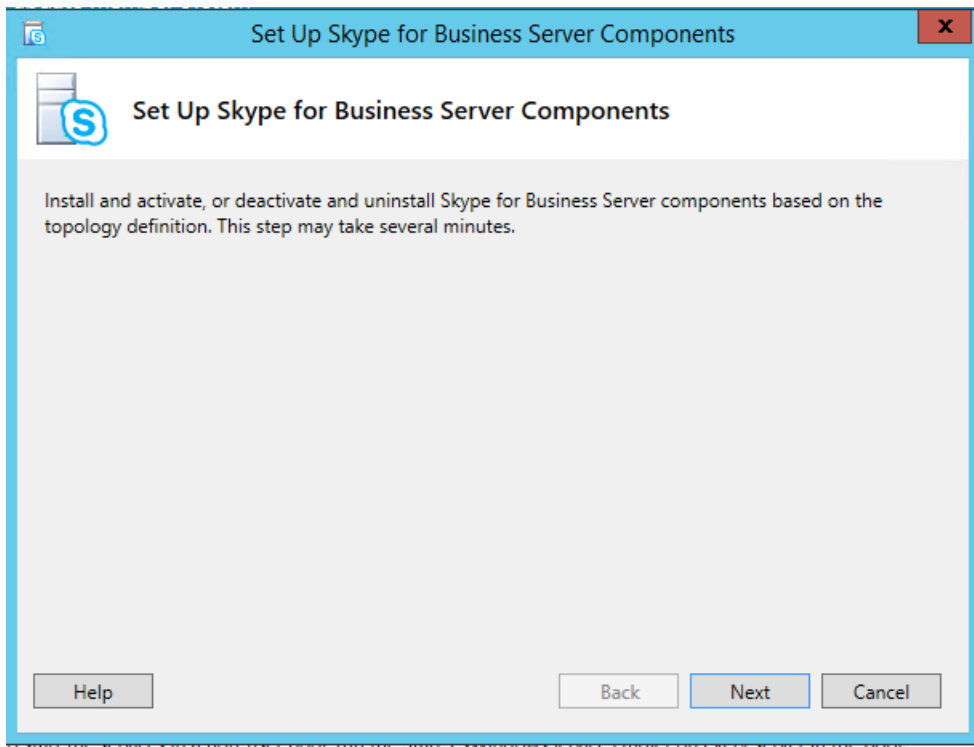 Set Up Skype for Business Server Components
Set Up Skype for Business Server Components
Install and activate, or deactivate and uninstall Skype for Business Server components based on the
topology definition. This step may take several minutes.
Help
Back
Next
Cancel